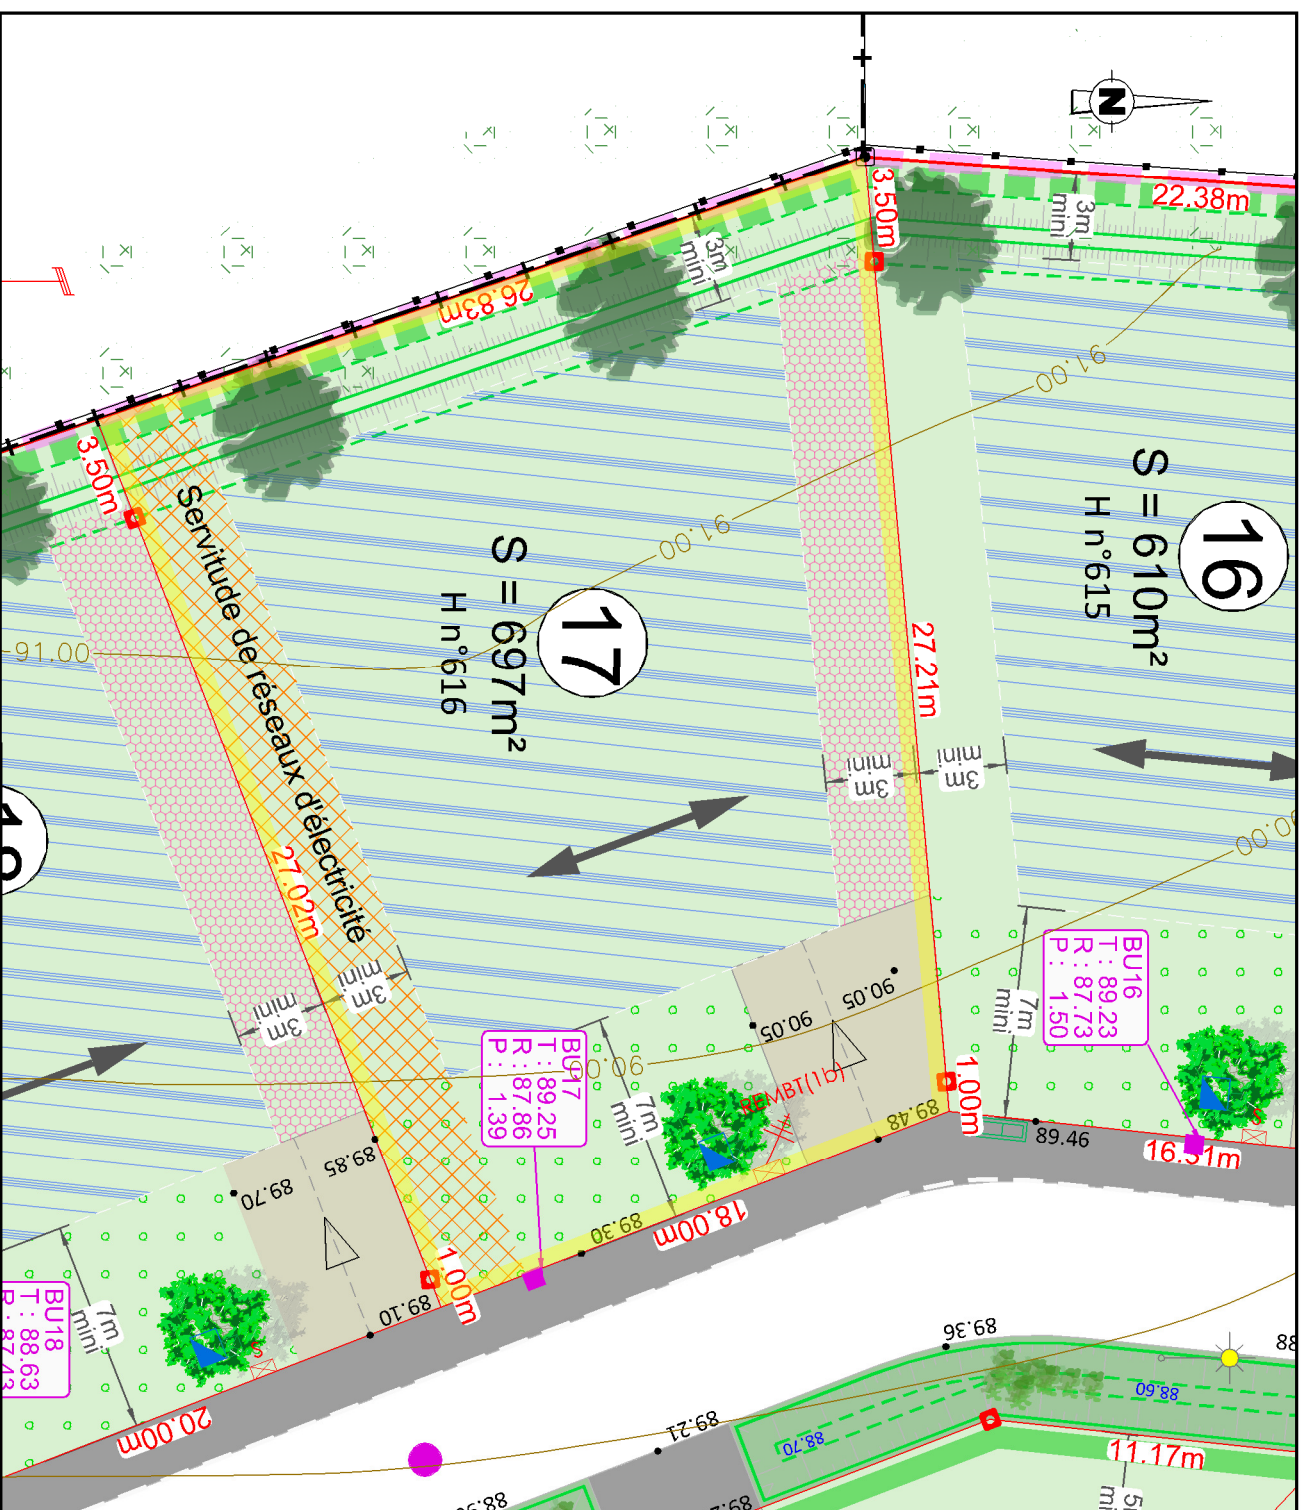 N
22.38m
3m
mini
3.50m
3m
mini
26.83m
91.00
16
S = 610m²
H n°615
3.50m
Servitude de réseaux d'électricité
91.00
17
S = 697m²
H n°616
91.00
27.21m
3m
mini
3m
mini
90.00
27.02m
3m
mini
3m
mini
7m
mini
BU16
T : 89.23
R : 87.73
P : 1.50
90.05
90.05
BU17
T : 89.25
R : 87.86
P : 1.39
90.00
7m
mini
REMBT(1b)
1.00m
89.48
89.46
S
16.51m
89.85
89.70
89.30
18.00m
1.00m
89.10
BU18
T : 88.63
R : 87.43
7m
mini
S
20.00m
89.36
88.60
88.70
89.21
11.17m